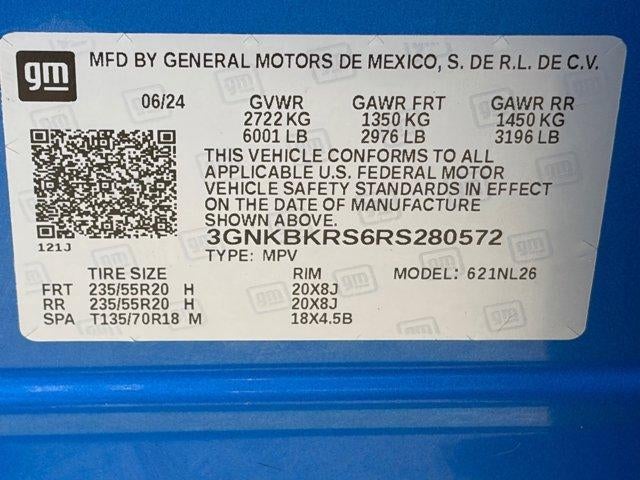 gm
MFD BY GENERAL MOTORS DE MEXICO, S. DE R.L. DE C.V.
06/24 GVWR GAWR FRT GAWR RR
2722 KG 1350 KG 1450 KG
6001 LB 2976 LB 3196 LB
THIS VEHICLE CONFORMS TO ALL
APPLICABLE U.S. FEDERAL MOTOR
VEHICLE SAFETY STANDARDS IN EFFECT
ON THE DATE OF MANUFACTURE
SHOWN ABOVE.
121J
3GNKBKRS6RS280572
TYPE: MPV
TIRE SIZE RIM MODEL: 621NL26
FRT 235/55R20 H 20X8J
RR 235/55R20 H 20X8J
SPA T135/70R18 M 18X4.5B